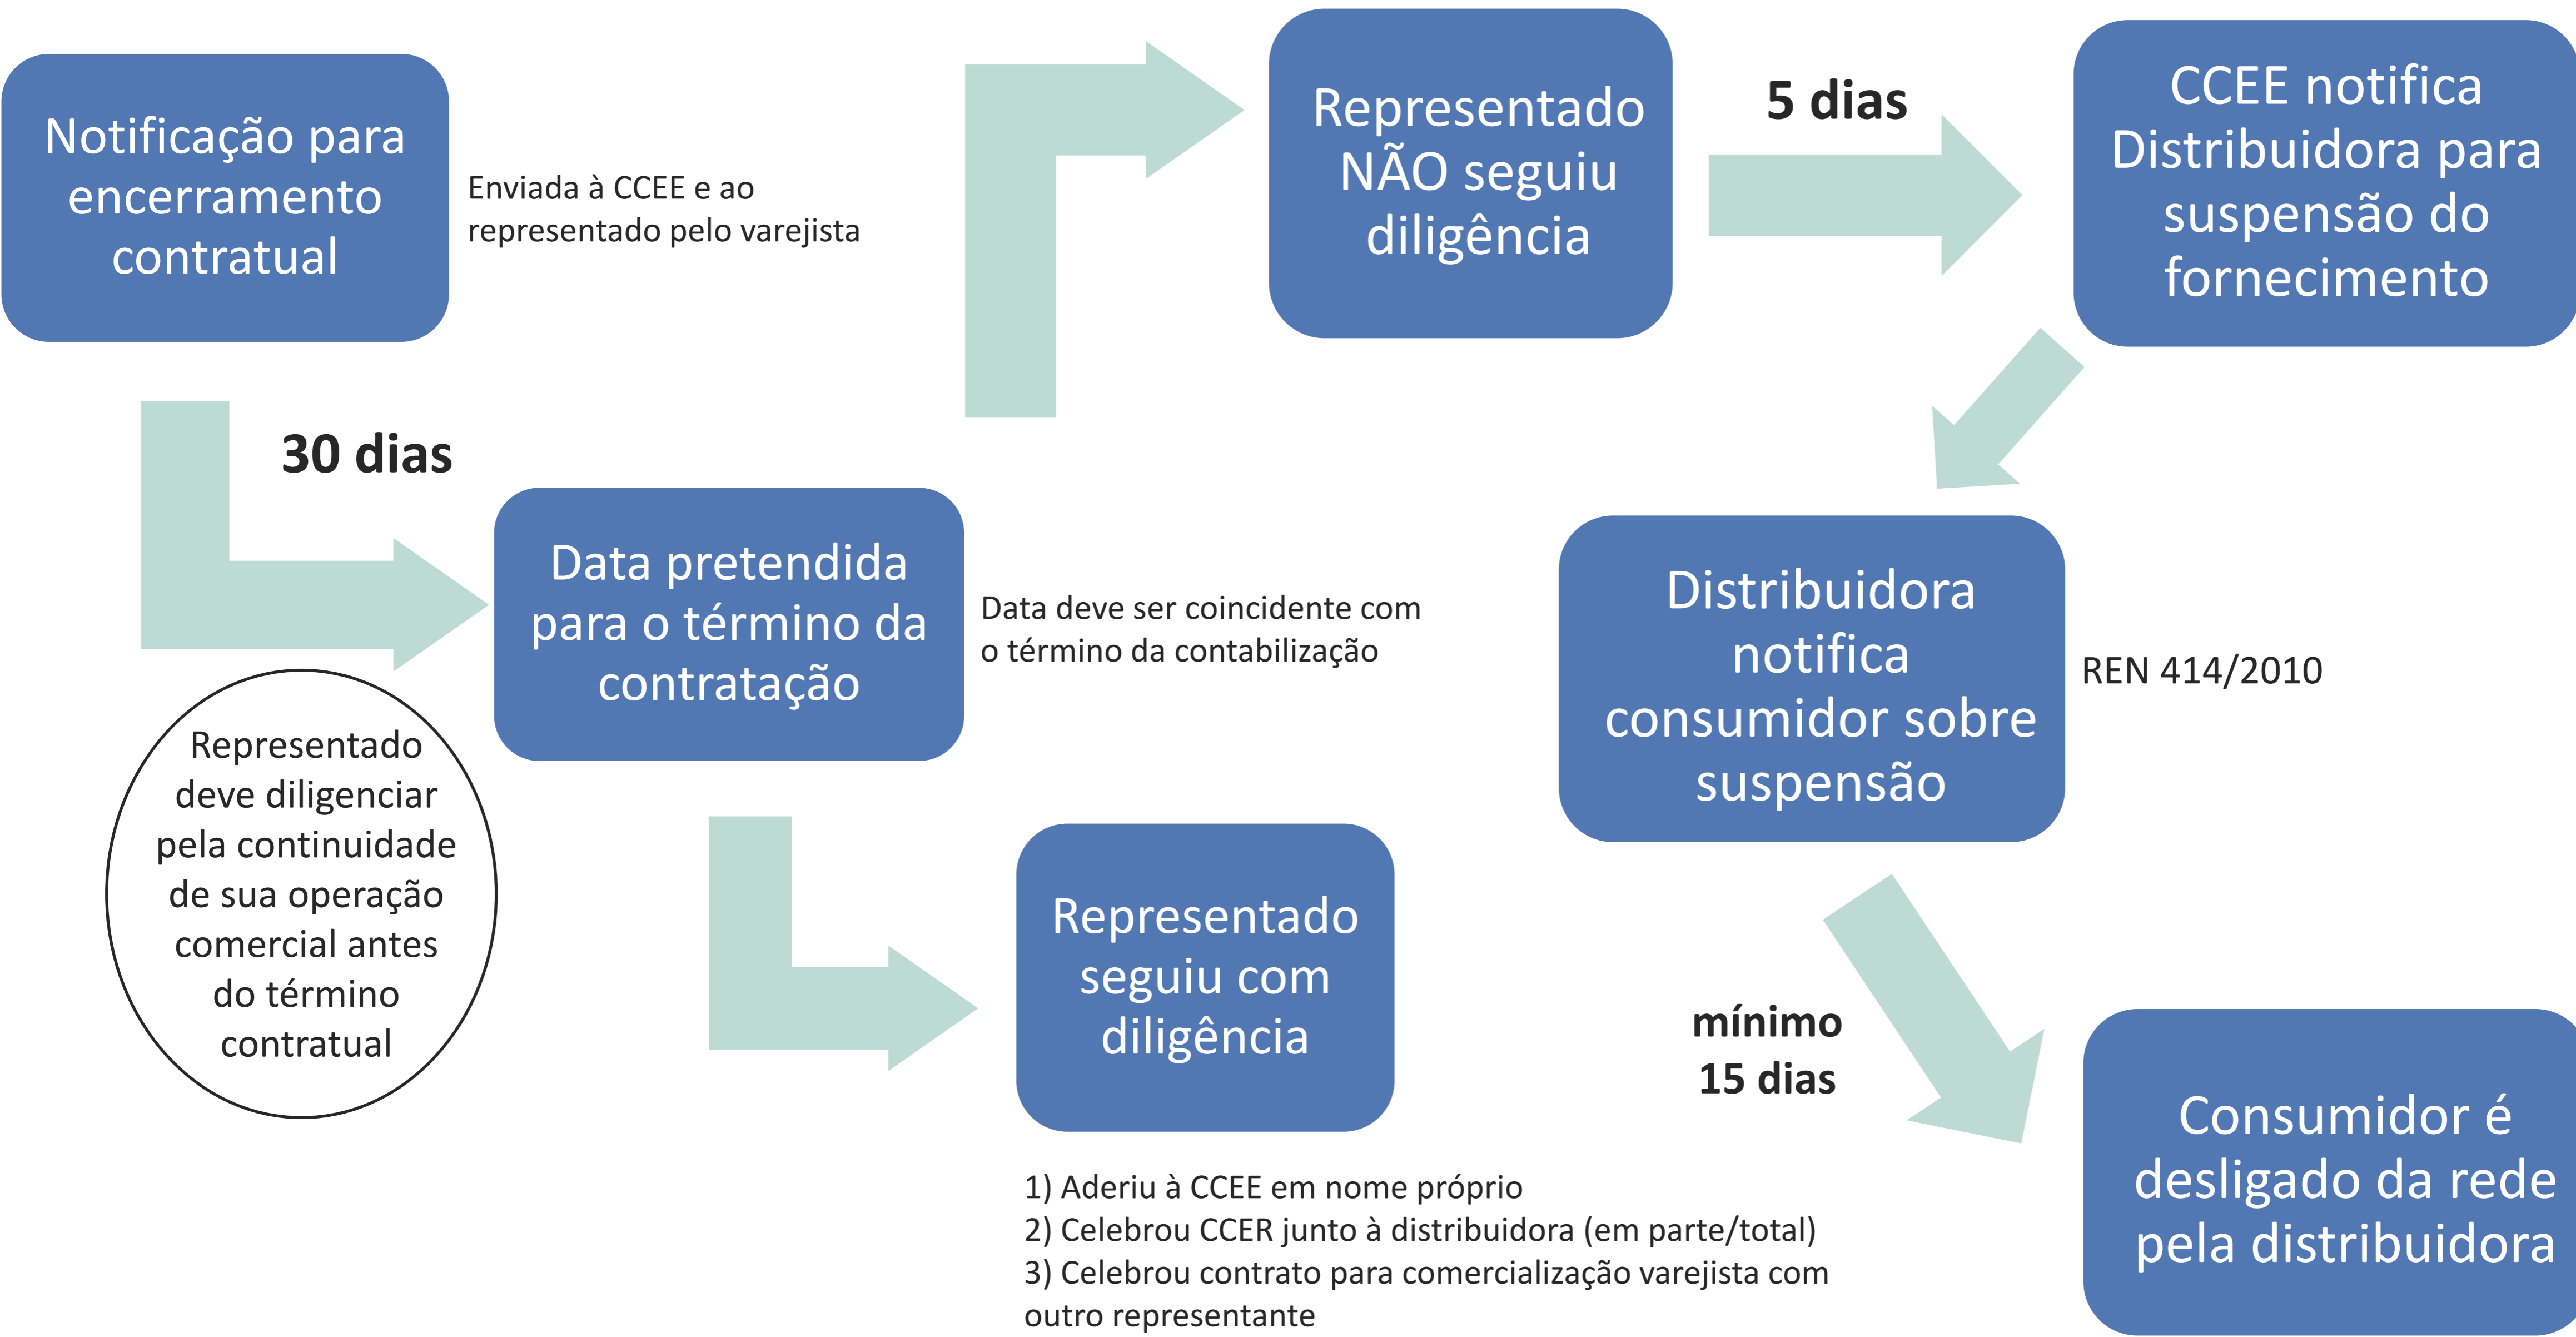 Notificação para
encerramento
contratual
Enviada à CCEE e ao
representado pelo varejista
30 dias
Representado
deve diligenciar
pela continuidade
de sua operação
comercial antes
do término
contratual
Data pretendida
para o término da
contratação
Data deve ser coincidente com
o término da contabilização
Representado
seguiu com
diligência
1) Aderiu à CCEE em nome próprio
2) Celebrou CCER junto à distribuidora (em parte/total)
3) Celebrou contrato para comercialização varejista com
outro representante
Representado
NÃO seguiu
diligência
5 dias
CCEE notifica
Distribuidora para
suspensão do
fornecimento
Distribuidora
notifica
consumidor sobre
suspensão
REN 414/2010
mínimo
15 dias
Consumidor é
desligado da rede
pela distribuidora